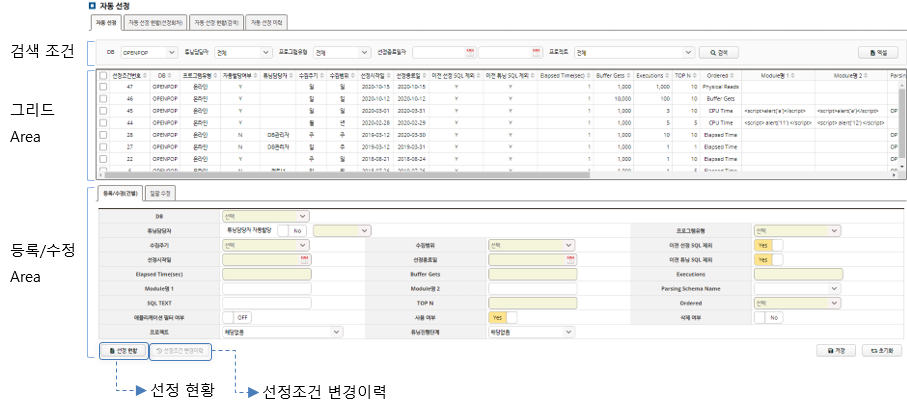 자동 선정
자동 선정 자동 선정 현황(선정회차) 자동 선정 현황(검색) 자동 선정 이력
검색 조건
DB OPENPOP 튜닝담당자 전체 프로그램유형 전체 선정종료일자 프로젝트 전체 검색 엑셀
그리드
Area
선정조건번호 DB 프로그램유형 자동할당여부 튜닝담당자 수집주기 수집범위 선정시작일 선정종료일 이전 선정 SQL 제외 이전 튜닝 SQL 제외 Elapsed Time(sec) Buffer Gets Executions TOP N Ordered Module명 1 Module명 2 Parsin
47 OPENPOP 온라인 Y 일 일 2020-10-15 2020-10-15 Y Y 1 1,000 1,000 10 Physical Reads
46 OPENPOP 온라인 Y 일 일 2020-10-12 2020-10-12 Y Y 1 10,000 100 10 Buffer Gets
45 OPENPOP 온라인 Y 일 일 2020-03-01 2020-03-03 Y Y 1 1,000 3 10 CPU Time <script>alert('a')</script> <script>alert('a')</script> OP
44 OPENPOP 온라인 Y 월 년 2020-02-28 2020-02-29 Y Y 1 1,000 5 5 CPU Time <script> alert('11') </script> <script> alert('12') </script>
28 OPENPOP 온라인 N DB관리자 주 주 2019-03-12 2020-03-30 Y Y 1 1,000 10 10 Elapsed Time OP
27 OPENPOP 온라인 N DB관리자 일 주 2019-03-12 2019-03-31 Y Y 1 1,000 1 1 Elapsed Time OP
22 OPENPOP 온라인 Y 주 일 2018-08-21 2018-08-24 Y Y 1 1,000 10 10 Elapsed Time
등록/수정(건별) 일괄 수정
등록/수정
Area
DB 선택
튜닝담당자 튜닝담당자 자동할당 No 프로그램유형 선택
수집주기 선택 수집범위 선택 이전 선정 SQL 제외 Yes
선정시작일 선정종료일 이전 튜닝 SQL 제외 Yes
Elapsed Time(sec) Buffer Gets Executions
Module명 1 Module명 2 Parsing Schema Name
SQL TEXT TOP N Ordered 선택
애플리케이션 필터 여부 OFF 사용 여부 Yes 삭제 여부 No
프로젝트 해당없음 튜닝진행단계 해당없음
선정 현황 선정조건 변경이력 저장 초기화
선정 현황 선정조건 변경이력